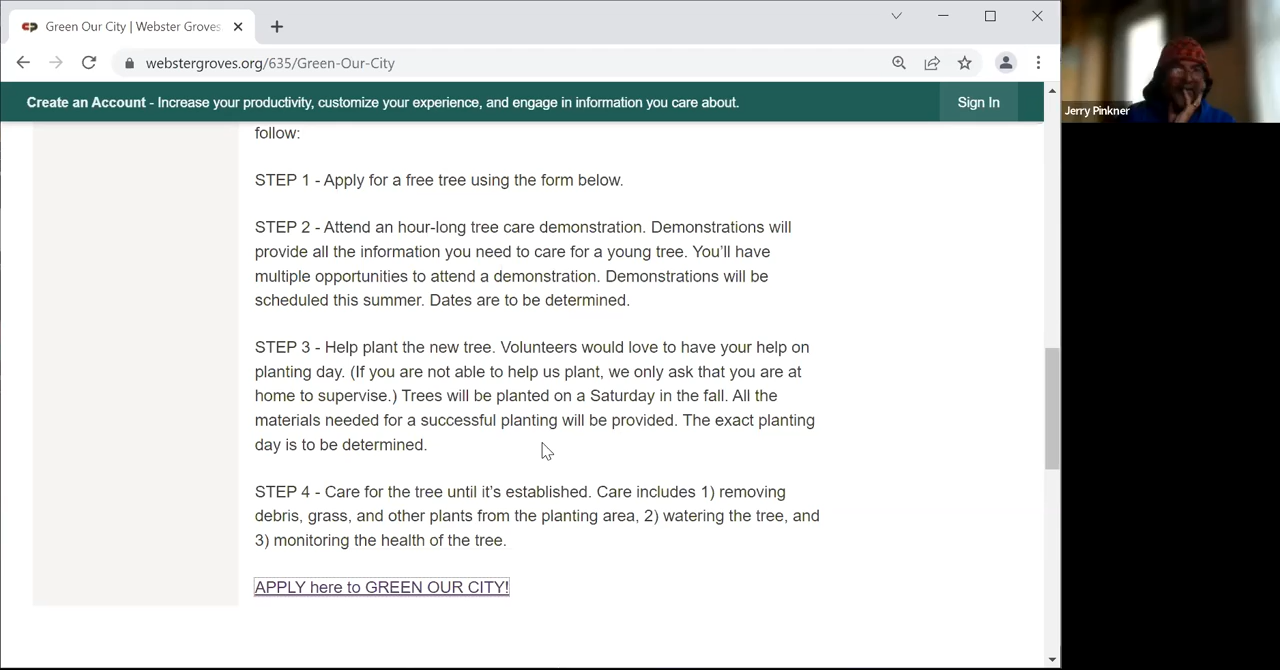 Green Our City | Webster Groves
webstergroves.org/635/Green-Our-City
Create an Account - Increase your productivity, customize your experience, and engage in information you care about.
Sign In
Jerry Pinkner
follow:
STEP 1 - Apply for a free tree using the form below.
STEP 2 - Attend an hour-long tree care demonstration. Demonstrations will
provide all the information you need to care for a young tree. You’ll have
multiple opportunities to attend a demonstration. Demonstrations will be
scheduled this summer. Dates are to be determined.
STEP 3 - Help plant the new tree. Volunteers would love to have your help on
planting day. (If you are not able to help us plant, we only ask that you are at
home to supervise.) Trees will be planted on a Saturday in the fall. All the
materials needed for a successful planting will be provided. The exact planting
day is to be determined.
STEP 4 - Care for the tree until it’s established. Care includes 1) removing
debris, grass, and other plants from the planting area, 2) watering the tree, and
3) monitoring the health of the tree.
APPLY here to GREEN OUR CITY!